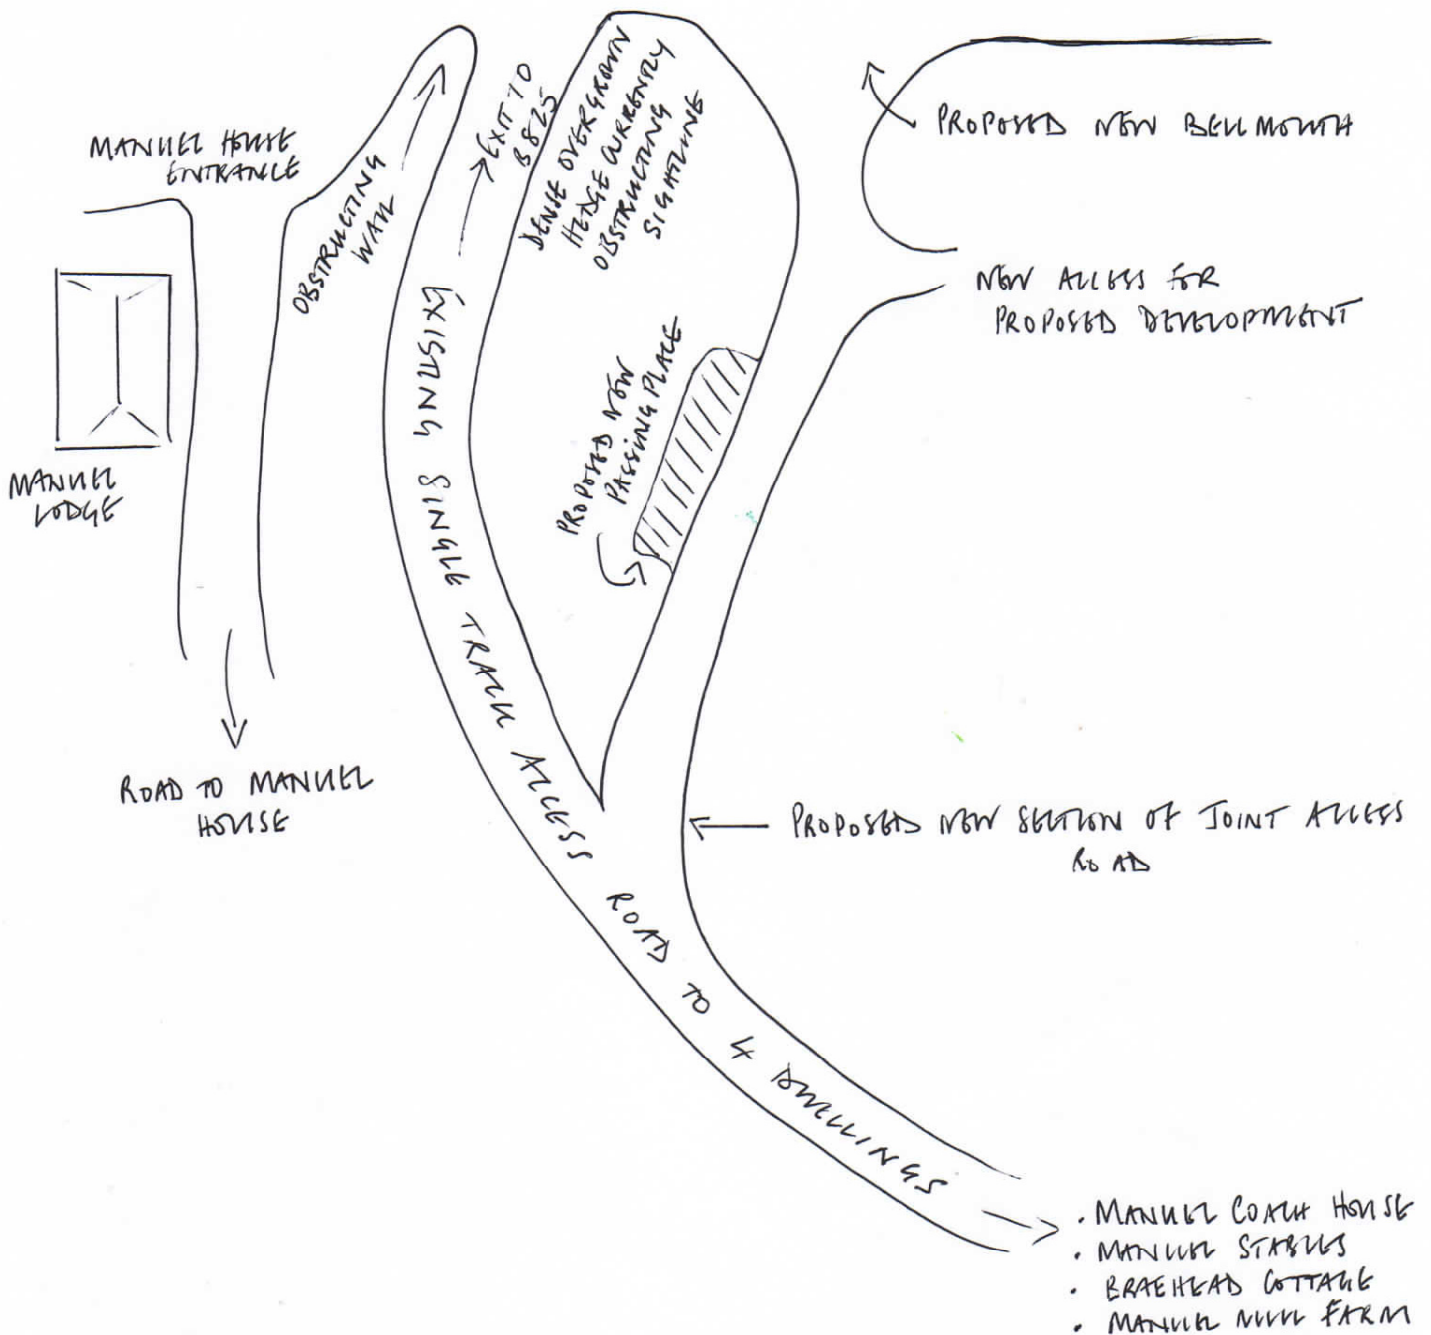 MANUEL HOUSE
ENTRANCE
OBSTRUCTING
WALL
EXIT TO
B825
DENSE OVERGROWN
HEDGE CURRENTLY
OBSTRUCTING
SIGHTLINE
PROPOSED NEW BELLMOUTH
NEW ACCESS FOR
PROPOSED DEVELOPMENT
PROPOSED NEW
PASSING PLACE
MANUEL
LODGE
ROAD TO MANUEL
HOUSE
EXISTING SINGLE TRACK ACCESS ROAD TO 4 DWELLINGS
PROPOSED NEW SECTION OF JOINT ACCESS
ROAD
• MANUEL COACH HOUSE
• MANUEL STABLES
• BRAEHEAD COTTAGE
• MANUEL MILL FARM